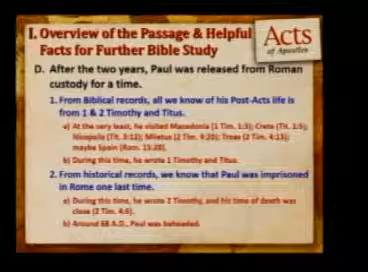 I. Overview of the Passage & Helpful
Facts for Further Bible Study
Acts
of Apostles
D. After the two years, Paul was released from Roman
custody for a time.
1. From Biblical records, all we know of his Post-Acts life is
from 1 & 2 Timothy and Titus.
a) At the very least, he visited Macedonia (1 Tim. 1:3); Crete (Tit. 1:5);
Nicopolis (Tit. 3:12); Miletus (2 Tim. 4:20); Troas (2 Tim. 4:13);
maybe Spain (Rom. 15:28).
b) During this time, he wrote 1 Timothy and Titus.
2. From historical records, we know that Paul was imprisoned
in Rome one last time.
a) During this time, he wrote 2 Timothy, and his time of death was
close (2 Tim. 4:6).
b) Around 68 A.D., Paul was beheaded.